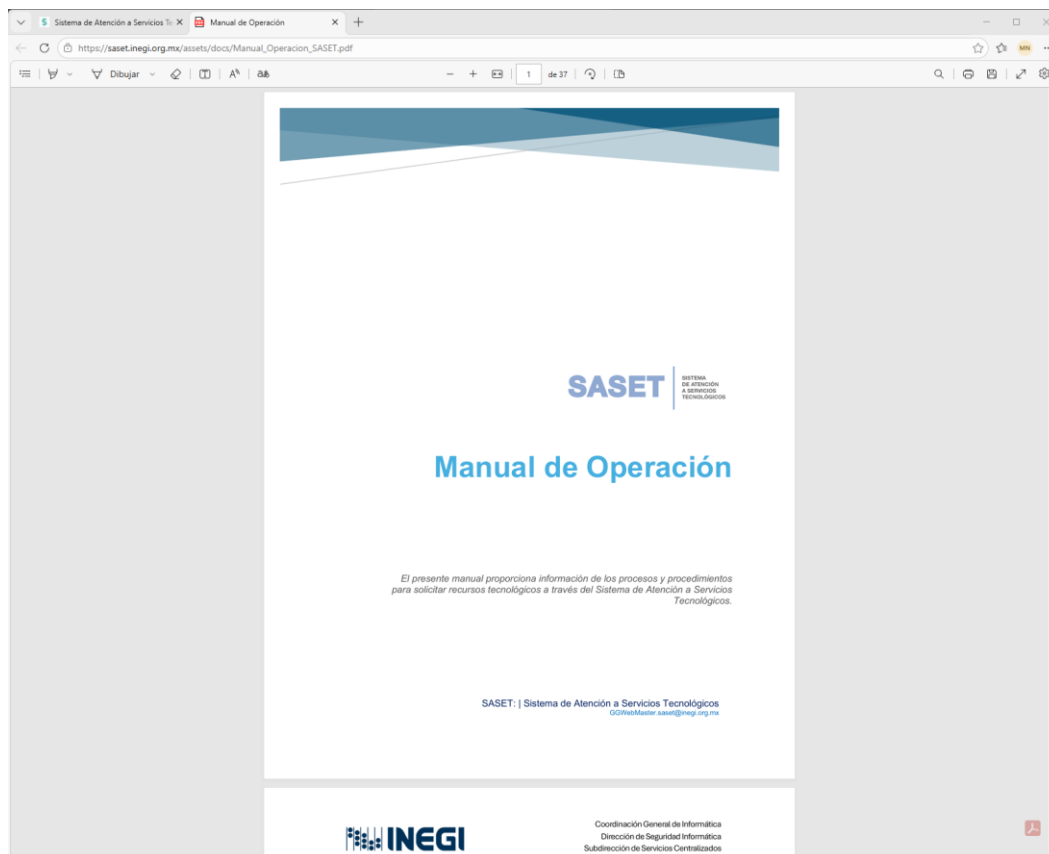 Sistema de Atención a Servicios Te
Manual de Operación
https://saset.inegi.org.mx/assets/docs/Manual_Operacion_SASET.pdf
MN
Dibujar
1 de 37
SASET
SISTEMA
DE ATENCIÓN
A SERVICIOS
TECNOLÓGICOS
Manual de Operación
El presente manual proporciona información de los procesos y procedimientos
para solicitar recursos tecnológicos a través del Sistema de Atención a Servicios
Tecnológicos.
SASET: | Sistema de Atención a Servicios Tecnológicos
GGWebMaster.saset@inegi.org.mx
INEGI
Coordinación General de Informática
Dirección de Seguridad Informática
Subdirección de Servicios Centralizados